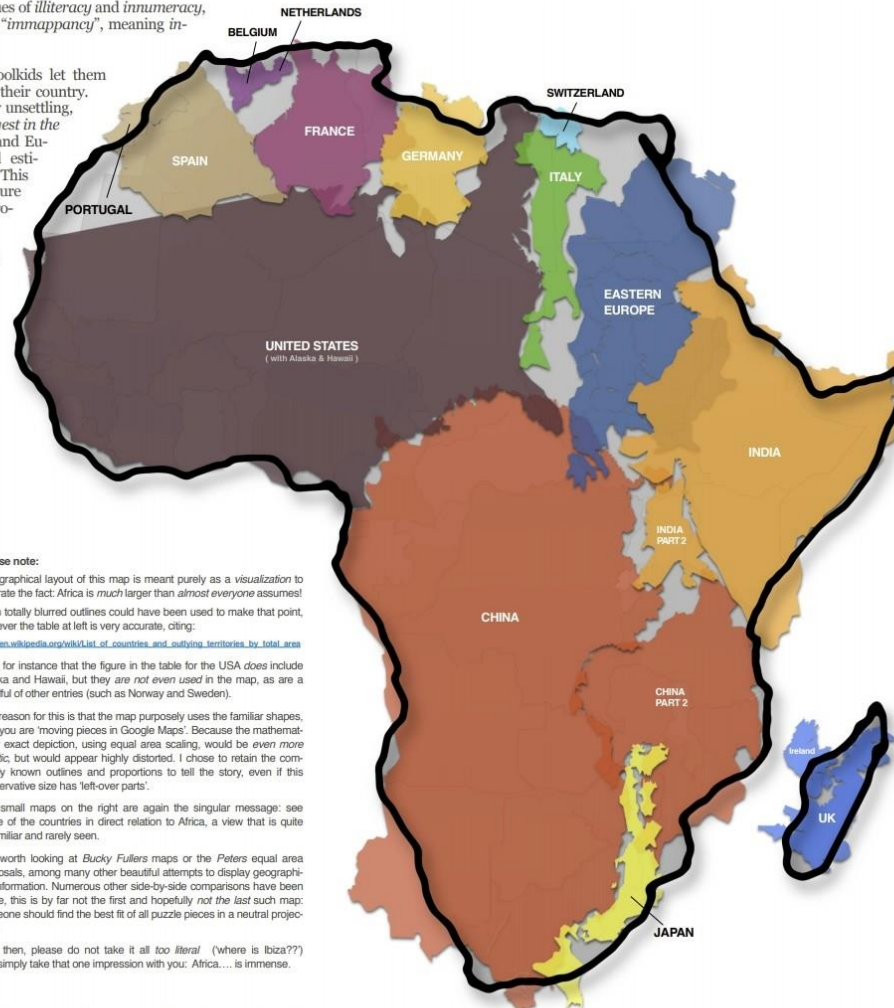 ues of illiteracy and innumeracy,
"immappancy", meaning in-
oolkids let them
their country.
unsettling,
gest in the
and Eu-
esti-
This
ure
o-
NETHERLANDS
BELGIUM
SWITZERLAND
FRANCE
GERMANY
SPAIN
ITALY
PORTUGAL
EASTERN
EUROPE
UNITED STATES
( with Alaska & Hawaii )
INDIA
INDIA
PART 2
CHINA
CHINA
PART 2
Ireland
UK
JAPAN
se note:
graphical layout of this map is meant purely as a visualization to
rate the fact: Africa is much larger than almost everyone assumes!
totally blurred outlines could have been used to make that point,
ever the table at left is very accurate, citing:
en.wikipedia.org/wiki/List_of_countries_and_outlying_territories_by_total_area
for instance that the figure in the table for the USA does include
ka and Hawaii, but they are not even used in the map, as are a
ful of other entries (such as Norway and Sweden).
reason for this is that the map purposely uses the familiar shapes,
you are 'moving pieces in Google Maps'. Because the mathemat-
exact depiction, using equal area scaling, would be even more
tic, but would appear highly distorted. I chose to retain the com-
y known outlines and proportions to tell the story, even if this
servative size has 'left-over parts'.
small maps on the right are again the singular message: see
e of the countries in direct relation to Africa, a view that is quite
miliar and rarely seen.
worth looking at Bucky Fullers maps or the Peters equal area
osals, among many other beautiful attempts to display geographi-
nformation. Numerous other side-by-side comparisons have been
e, this is by far not the first and hopefully not the last such map:
eone should find the best fit of all puzzle pieces in a neutral projec-
then, please do not take it all too literal ('where is Ibiza??')
simply take that one impression with you: Africa.... is immense.